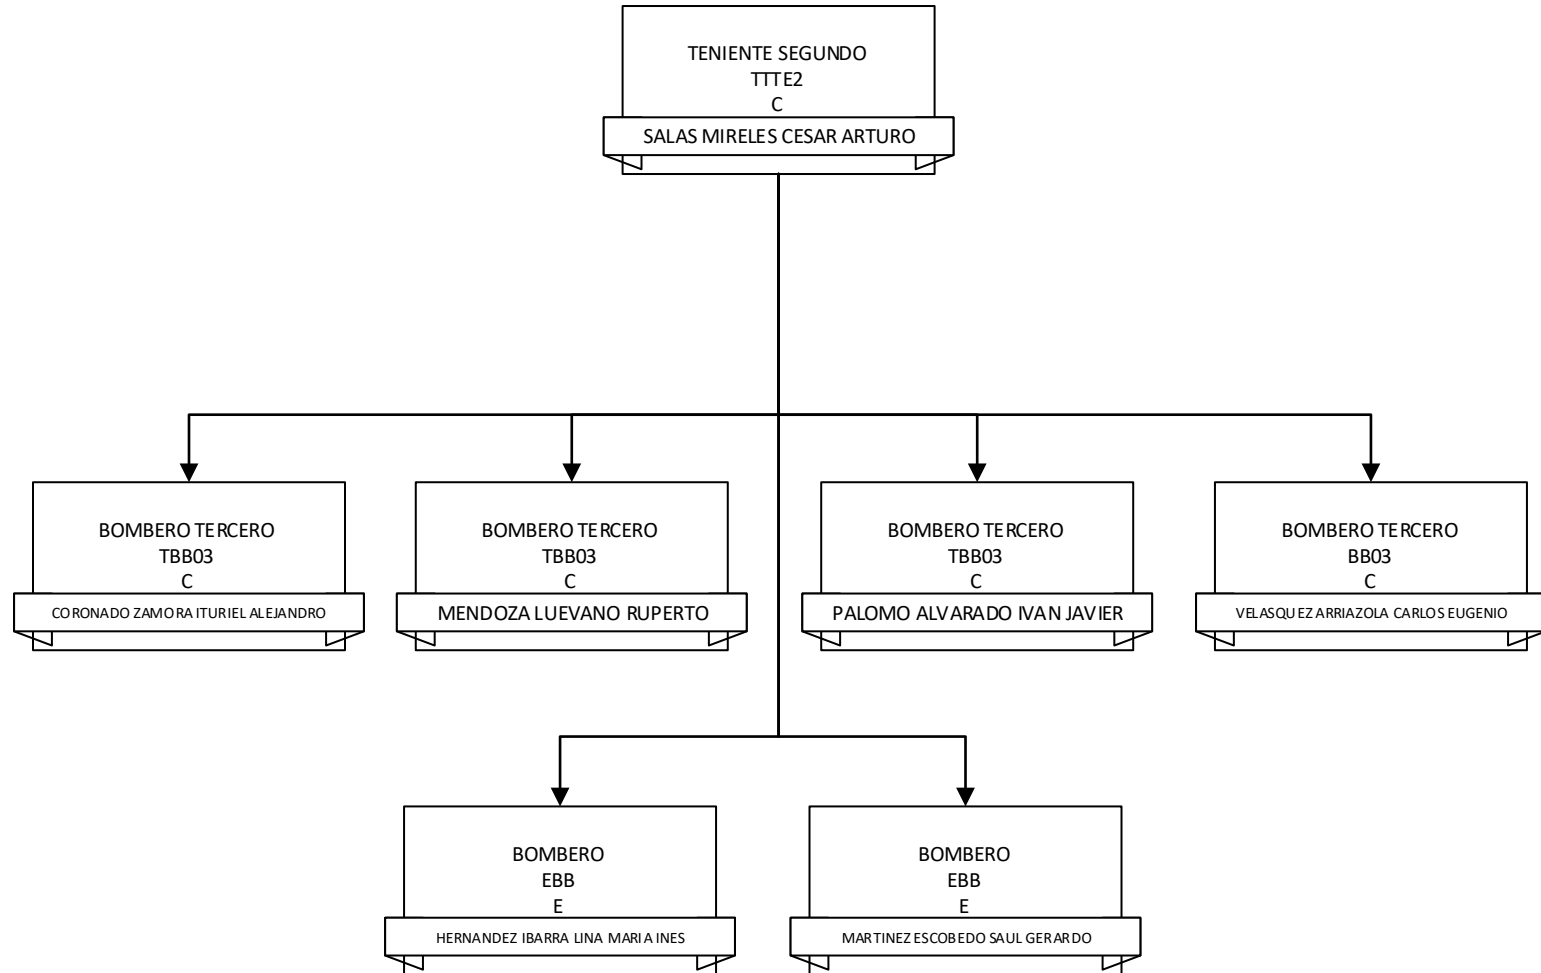 TENIENTE SEGUNDO
TTTE2
C
SALAS MIRELES CESAR ARTURO
BOMBERO TERCERO
TBB03
C
CORONADO ZAMORA ITURIEL ALEJANDRO
BOMBERO TERCERO
TBB03
C
MENDOZA LUEVANO RUPERTO
BOMBERO TERCERO
TBB03
C
PALOMO ALVARADO IVAN JAVIER
BOMBERO TERCERO
BB03
C
VELASQUEZ ARRIAZOLA CARLOS EUGENIO
BOMBERO
EBB
E
HERNANDEZ IBARRA LINA MARIA INES
BOMBERO
EBB
E
MARTINEZ ESCOBEDO SAUL GERARDO